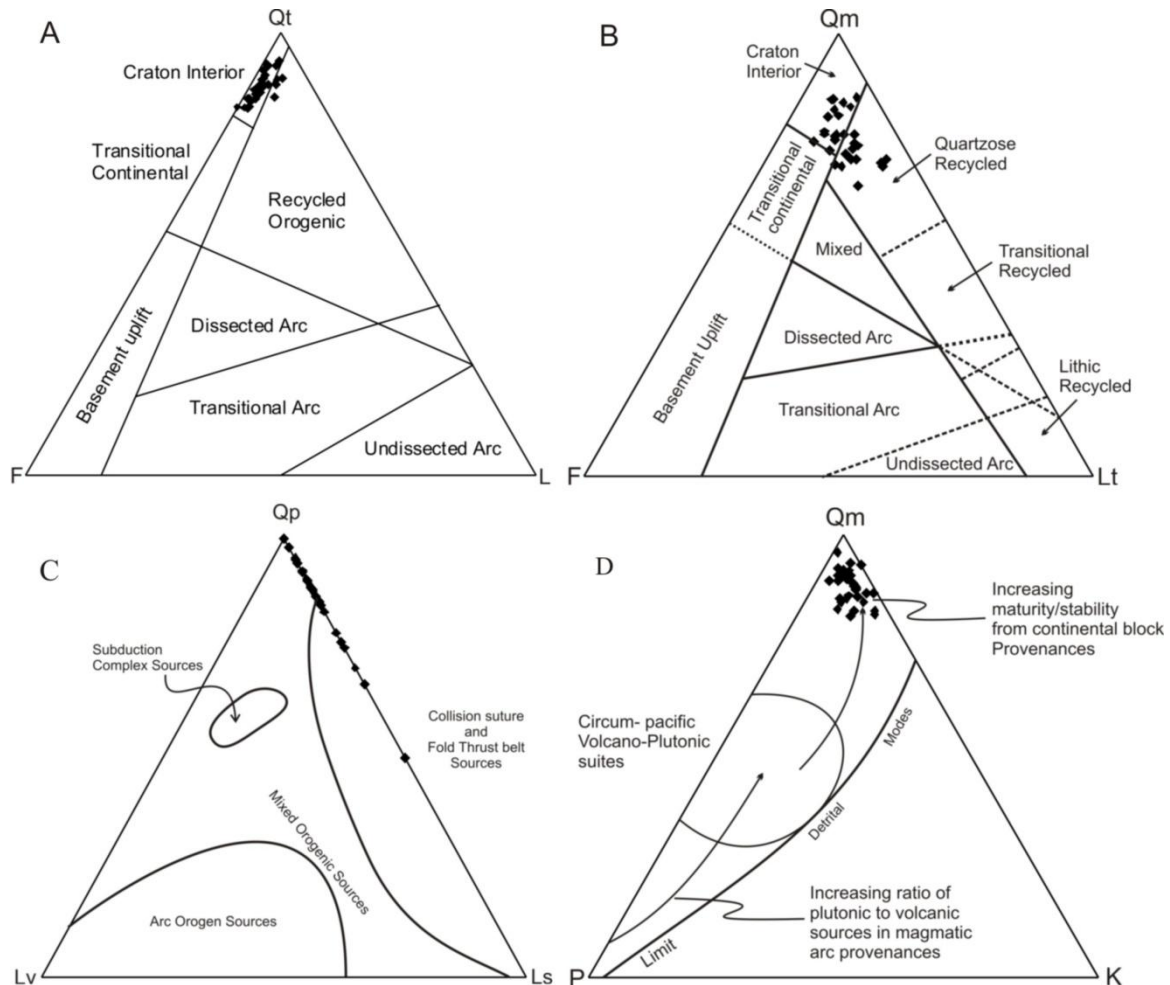 A
Qt
Craton Interior
Transitional
Continental
Recycled
Orogenic
Basement uplift
Dissected Arc
Transitional Arc
Undissected Arc
F
L
B
Qm
Craton
Interior
Quartzose
Recycled
Transitional
continental
Mixed
Transitional
Recycled
Basement Uplift
Dissected Arc
Lithic
Recycled
Transitional Arc
Undissected Arc
F
Lt
C
Qp
Subduction
Complex Sources
Collision suture
and
Fold Thrust belt
Sources
Mixed Orogenic Sources
Arc Orogen Sources
Lv
Ls
D
Qm
Increasing
maturity/stability
from continental block
Provenances
Circum- pacific
Volcano-Plutonic
suites
Modes
Detrital
Increasing ratio of
plutonic to volcanic
sources in magmatic
arc provenances
Limit
P
K